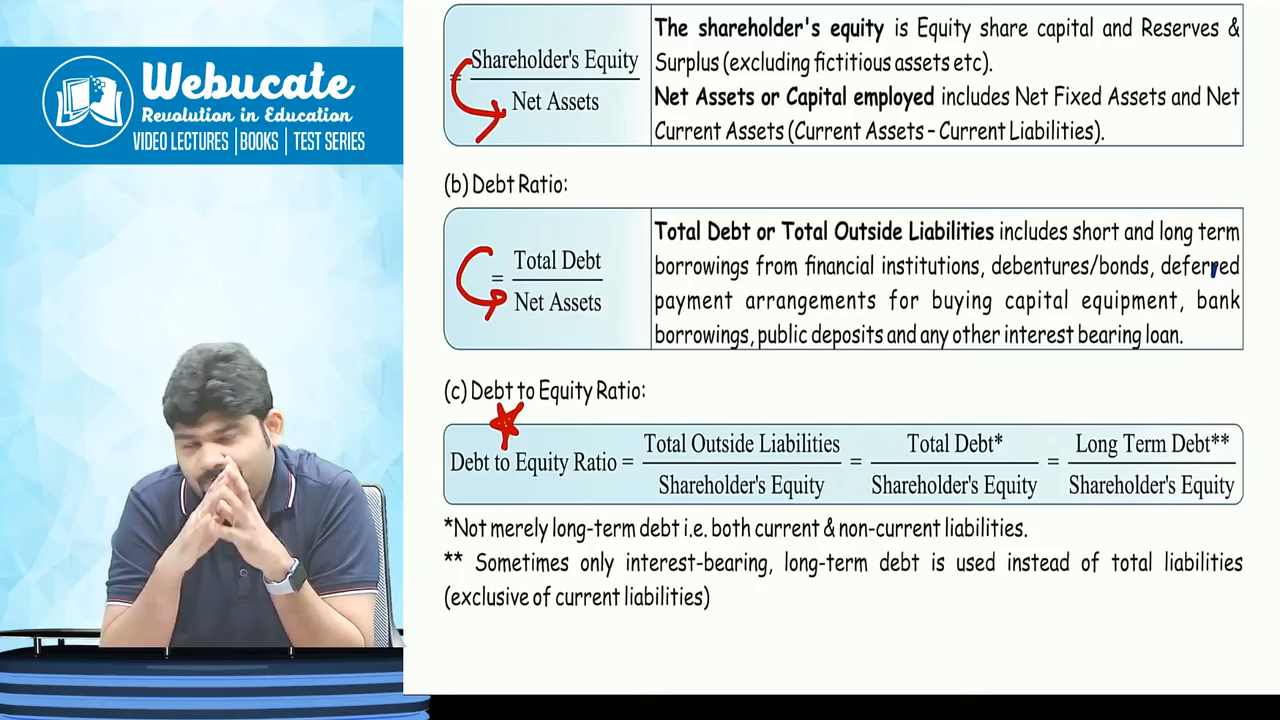 Webucate
Revolution in Education
VIDEO LECTURES | BOOKS | TEST SERIES
= Shareholder's Equity
Net Assets
The shareholder's equity is Equity share capital and Reserves &
Surplus (excluding fictitious assets etc).
Net Assets or Capital employed includes Net Fixed Assets and Net
Current Assets (Current Assets – Current Liabilities).
(b) Debt Ratio:
= Total Debt
Net Assets
Total Debt or Total Outside Liabilities includes short and long term
borrowings from financial institutions, debentures/bonds, deferred
payment arrangements for buying capital equipment, bank
borrowings, public deposits and any other interest bearing loan.
(c) Debt to Equity Ratio:
Debt to Equity Ratio = Total Outside Liabilities / Shareholder's Equity = Total Debt* / Shareholder's Equity = Long Term Debt** / Shareholder's Equity
*Not merely long-term debt i.e. both current & non-current liabilities.
** Sometimes only interest-bearing, long-term debt is used instead of total liabilities
(exclusive of current liabilities)